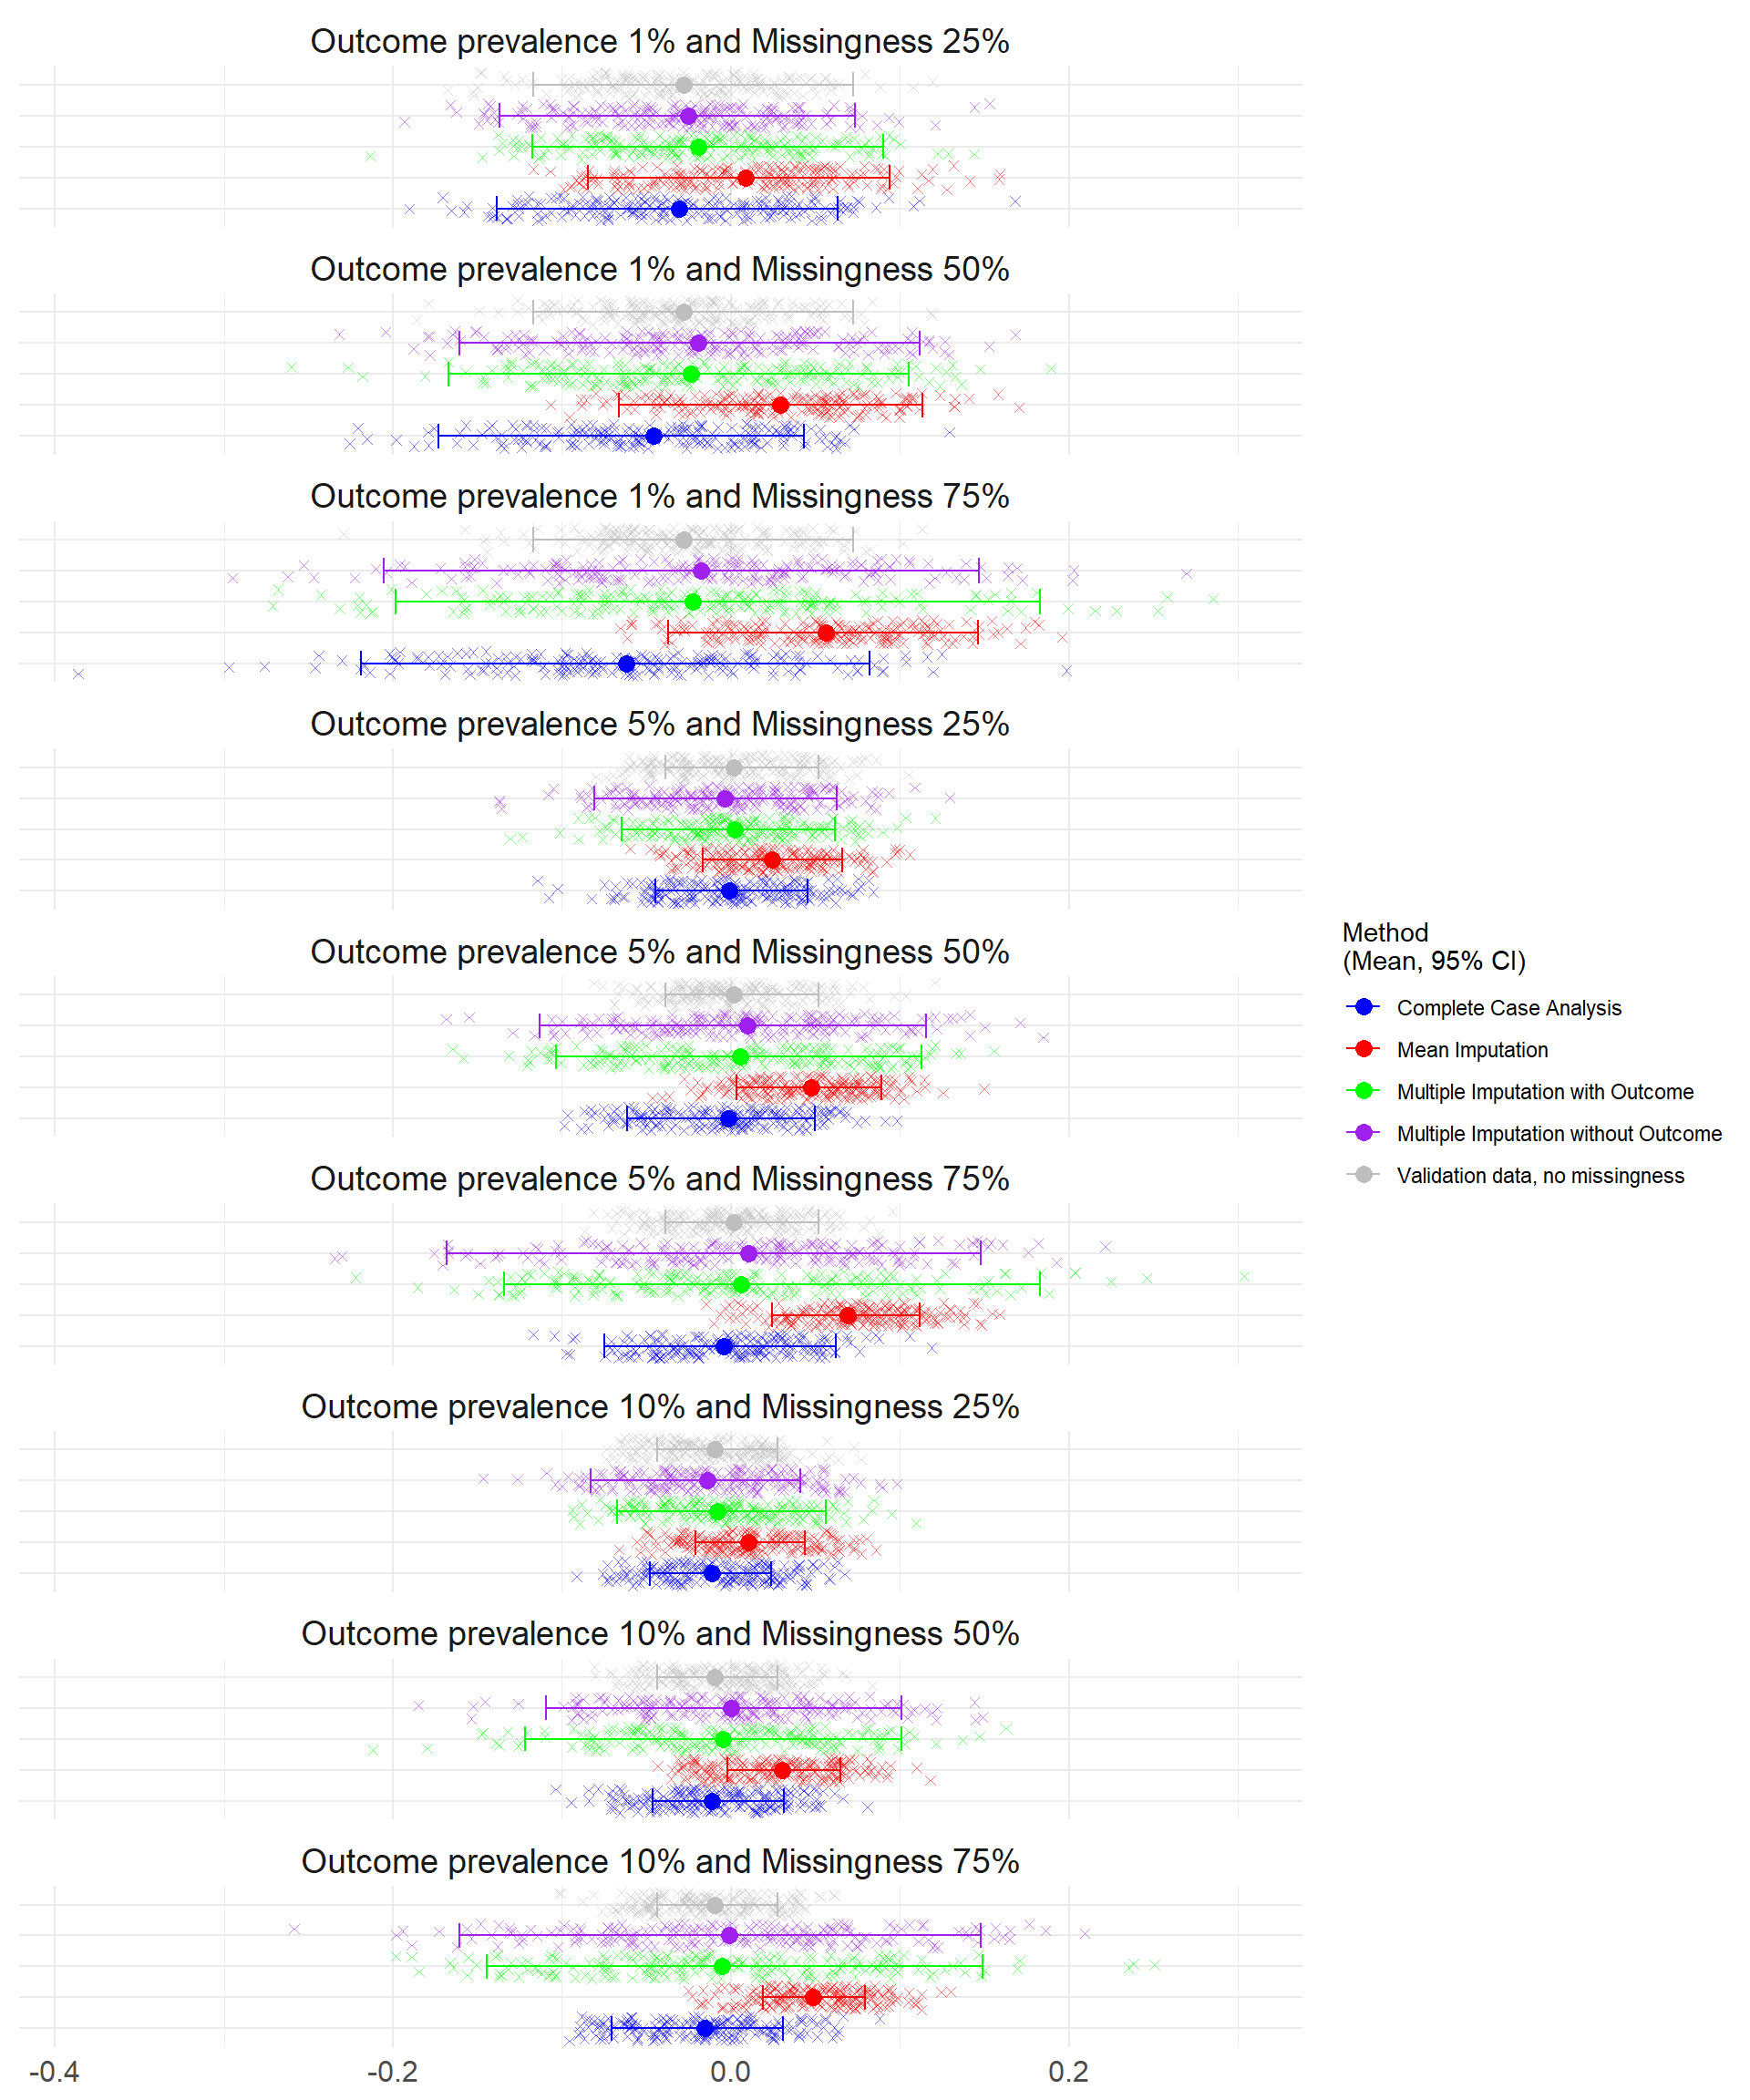 Outcome prevalence 1% and Missingness 25%
Outcome prevalence 1% and Missingness 50%
Outcome prevalence 1% and Missingness 75%
Outcome prevalence 5% and Missingness 25%
Outcome prevalence 5% and Missingness 50%
Outcome prevalence 5% and Missingness 75%
Outcome prevalence 10% and Missingness 25%
Outcome prevalence 10% and Missingness 50%
Outcome prevalence 10% and Missingness 75%
-0.4 -0.2 0.0 0.2
Method
(Mean, 95% CI)
Complete Case Analysis
Mean Imputation
Multiple Imputation with Outcome
Multiple Imputation without Outcome
Validation data, no missingness